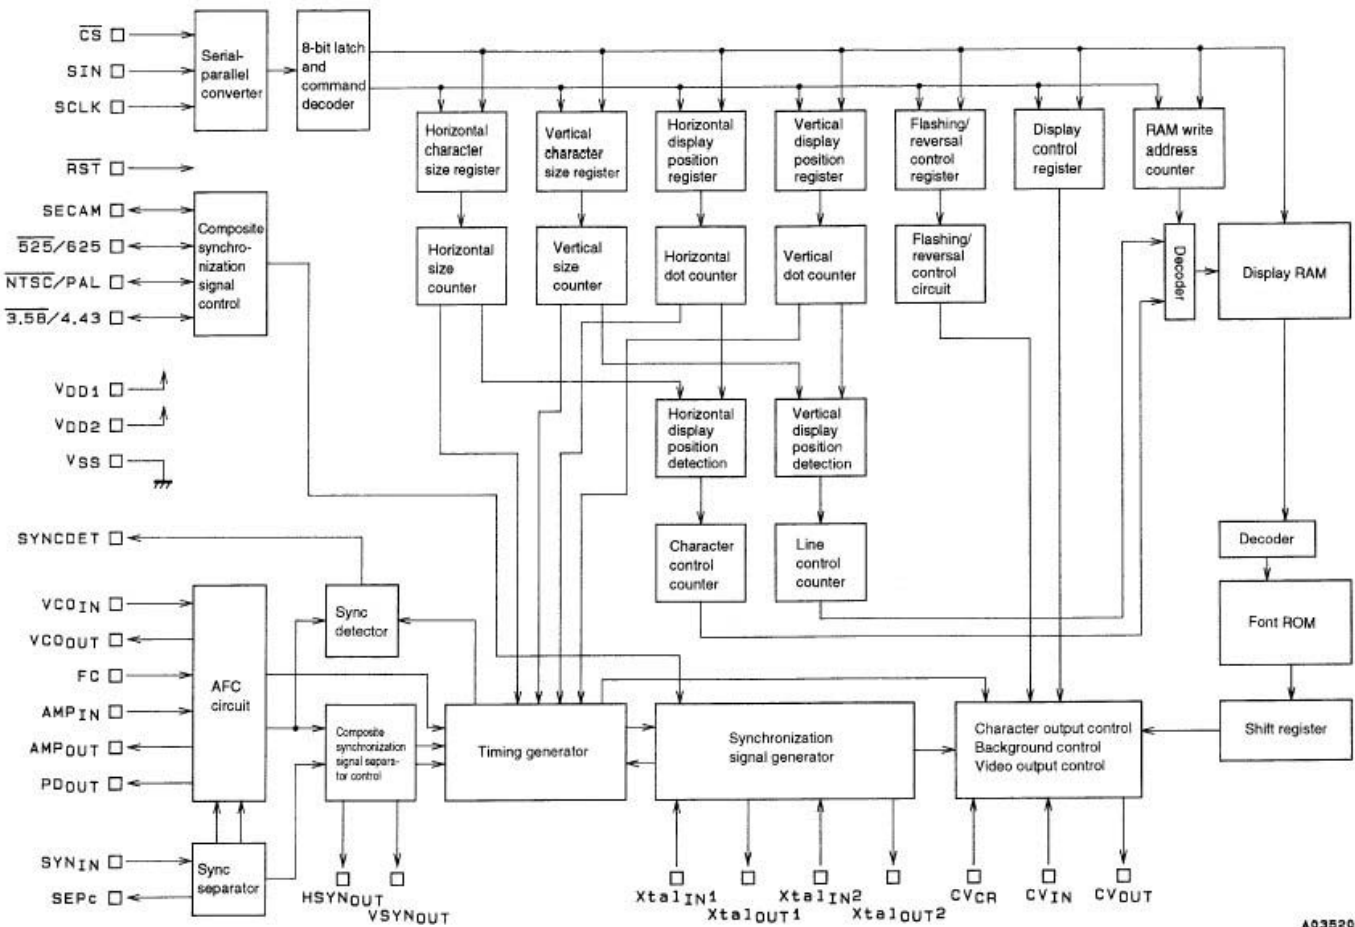 CS
SIN
SCLK
Serial-
parallel
converter
8-bit latch
and
command
decoder
RST
SECAM
525/625
NTSC/PAL
3.58/4.43
Composite
synchro-
nization
signal
control
VDD1
VDD2
VSS
Horizontal
character
size register
Vertical
character
size register
Horizontal
display
position
register
Vertical
display
position
register
Flashing/
reversal
control
register
Display
control
register
RAM write
address
counter
Horizontal
size
counter
Vertical
size
counter
Horizontal
dot counter
Vertical
dot counter
Flashing/
reversal
control
circuit
Decoder
Display RAM
Horizontal
display
position
detection
Vertical
display
position
detection
Character
control
counter
Line
control
counter
Decoder
Font ROM
Shift register
SYNCDET
VCOIN
VCOOUT
FC
AMPIN
AMPOUT
PDOUT
SYNIN
SEPC
AFC
circuit
Sync
detector
Composite
synchronization
signal separa-
tor control
Sync
separator
Timing generator
Synchronization
signal generator
Character output control
Background control
Video output control
HSYNOUT
VSYNOUT
XtalIN1
XtalOUT1
XtalIN2
XtalOUT2
CVCR
CVIN
CVOUT
A03520